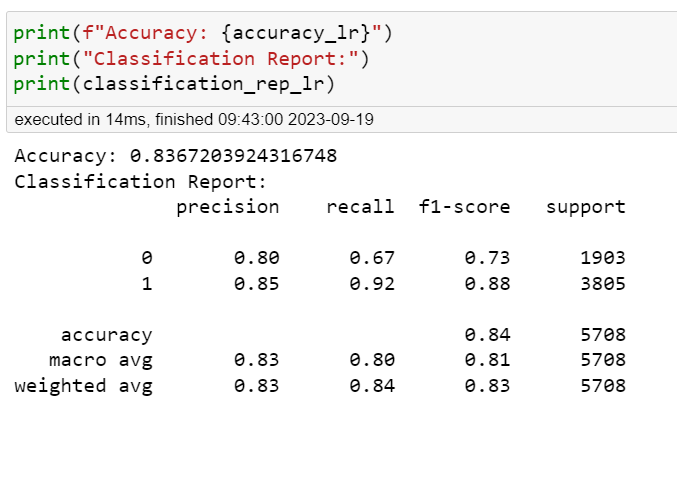 print(f"Accuracy: {accuracy_lr}")
print("Classification Report:")
print(classification_rep_lr)
executed in 14ms, finished 09:43:00 2023-09-19
Accuracy: 0.8367203924316748
Classification Report:
              precision    recall  f1-score   support
           0       0.80      0.67      0.73      1903
           1       0.85      0.92      0.88      3805
    accuracy                           0.84      5708
   macro avg       0.83      0.80      0.81      5708
weighted avg       0.83      0.84      0.83      5708